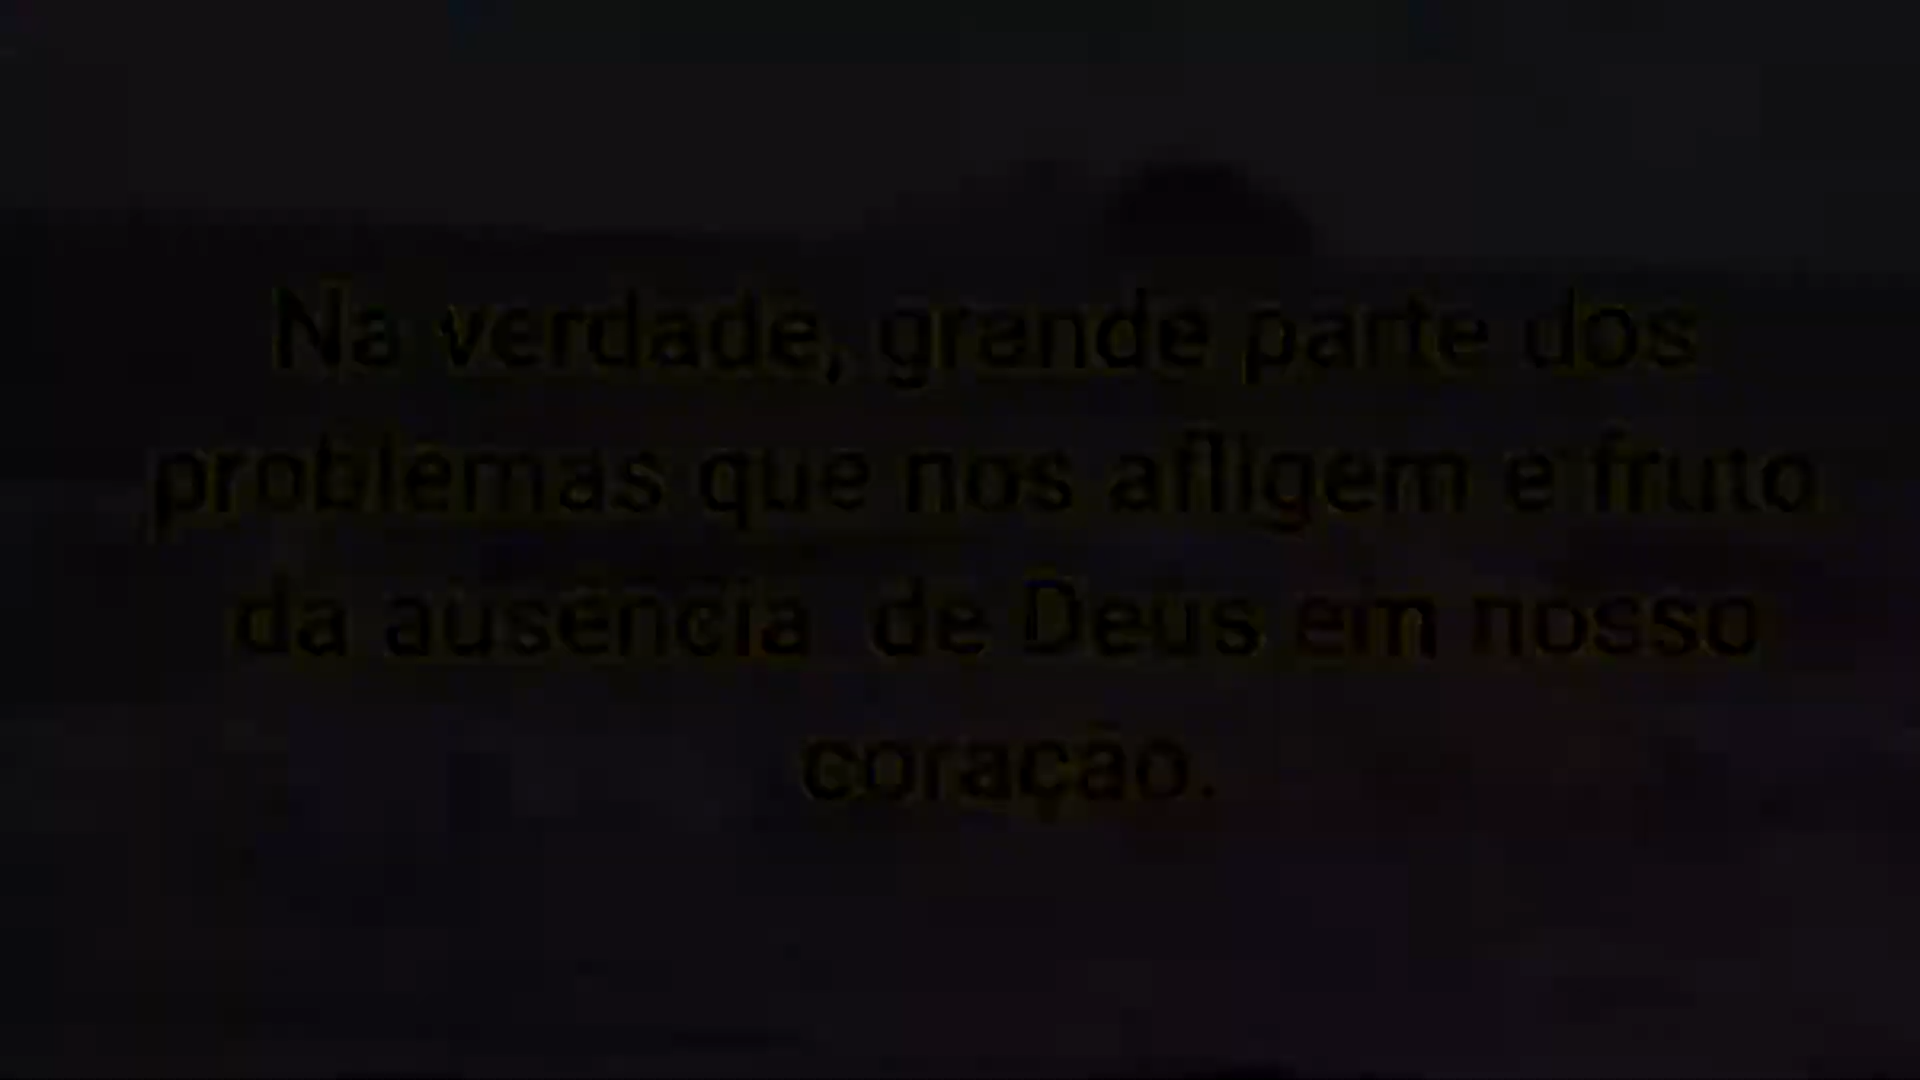 Na verdade, grande parte dos
problemas que nos afligem é fruto
da ausência de Deus em nosso
coração.